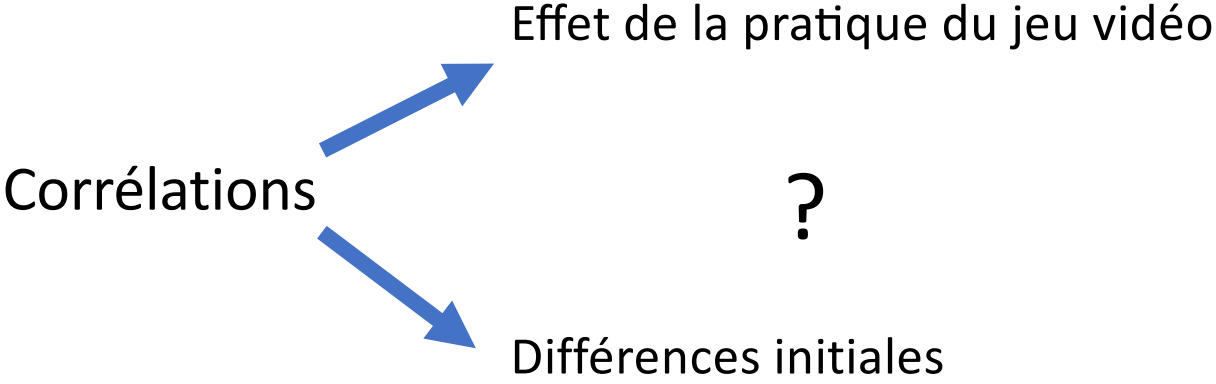 Effet de la pratique du jeu vidéo
Corrélations
?
Différences initiales